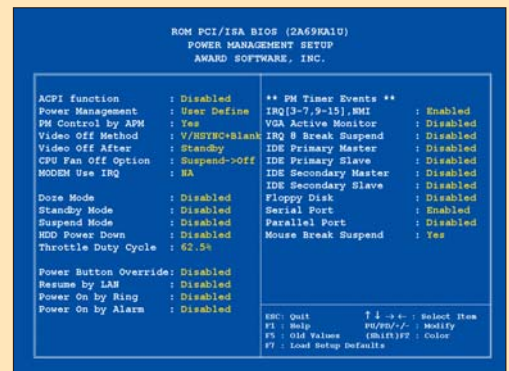 ROM PCI/ISA BIOS (2A69KA1U)
POWER MANAGEMENT SETUP
AWARD SOFTWARE, INC.
ACPI function : Disabled
Power Management : User Define
PM Control by APM : Yes
Video Off Method : V/HSYNC+Blank
Video Off After : Standby
CPU Fan Off Option : Suspend->Off
MODEM Use IRQ : NA
Doze Mode : Disabled
Standby Mode : Disabled
Suspend Mode : Disabled
HDD Power Down : Disabled
Throttle Duty Cycle : 62.5%
Power Button Override: Disabled
Resume by LAN : Disabled
Power On by Ring : Disabled
Power On by Alarm : Disabled
** PM Timer Events **
IRQ[3-7,9-15],NMI : Enabled
VGA Active Monitor : Disabled
IRQ 8 Break Suspend : Disabled
IDE Primary Master : Disabled
IDE Primary Slave : Disabled
IDE Secondary Master : Disabled
IDE Secondary Slave : Disabled
Floppy Disk : Disabled
Serial Port : Enabled
Parallel Port : Disabled
Mouse Break Suspend : Yes
ESC: Quit ↑ ↓ → ← : Select Item
F1 : Help PU/PD/+/- : Modify
F5 : Old Values (Shift)F2 : Color
F7 : Load Setup Defaults